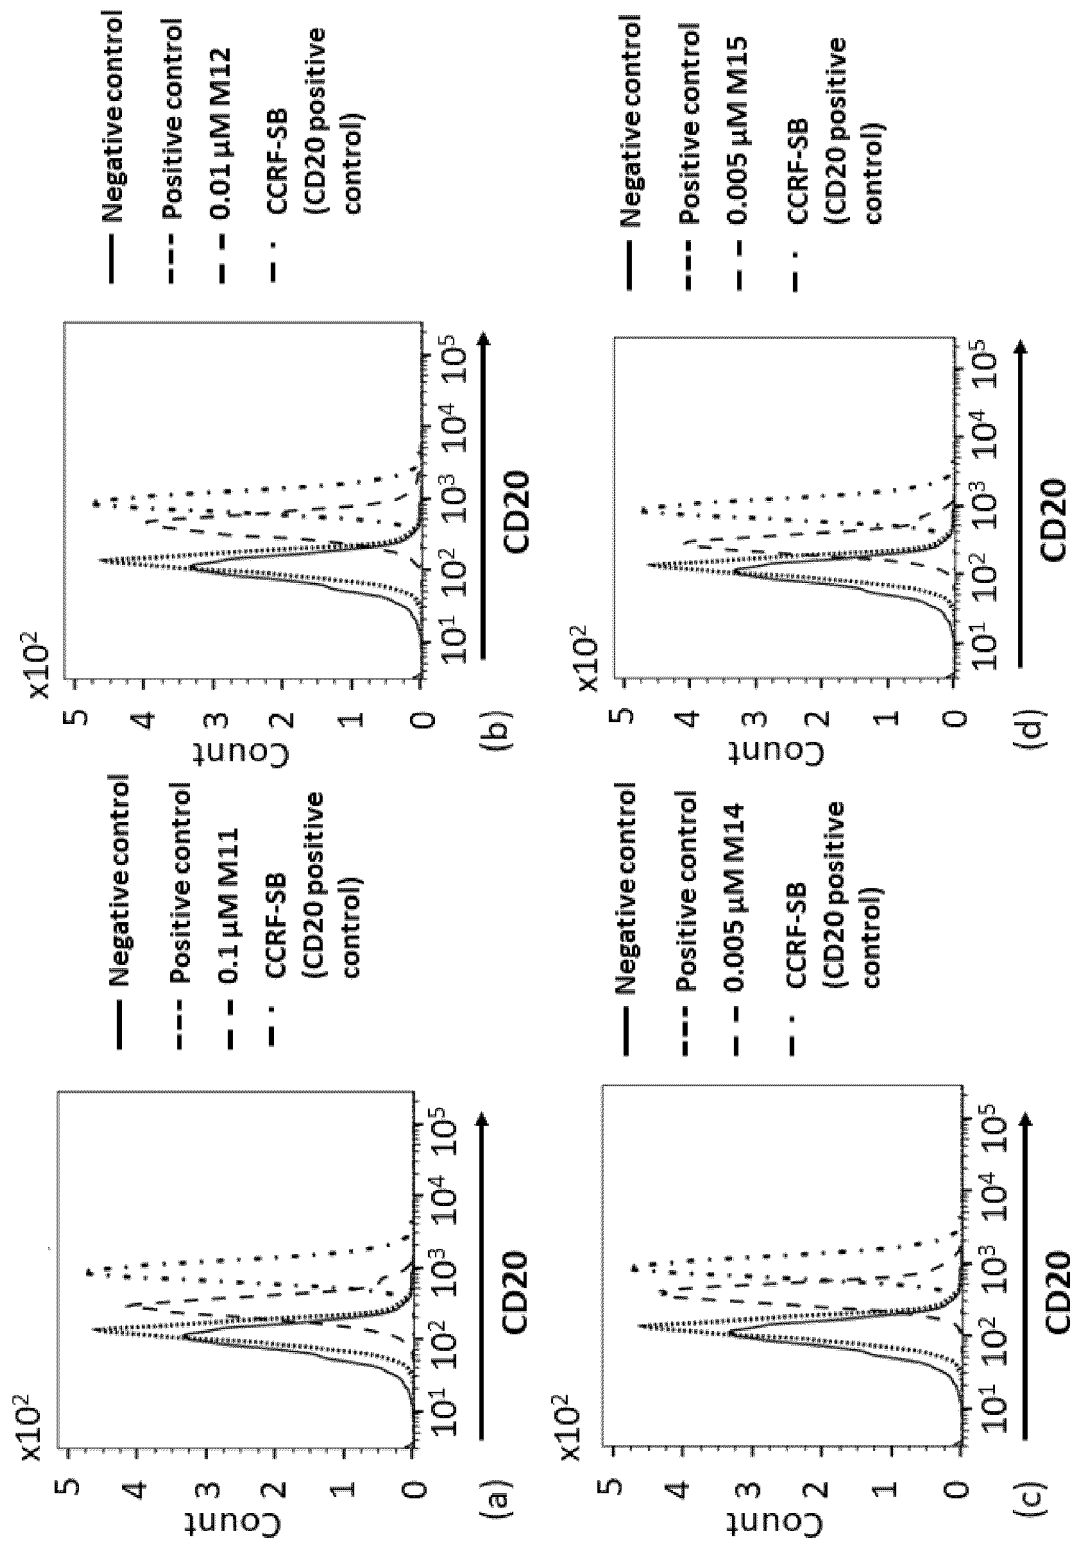 x10²
5
4
3
2
1
0
Count
10¹ 10² 10³ 10⁴ 10⁵
CD20
(a)
Negative control
Positive control
0.1 µM M11
CCRF-SB
(CD20 positive
control)
x10²
5
4
3
2
1
0
Count
10¹ 10² 10³ 10⁴ 10⁵
CD20
(b)
Negative control
Positive control
0.01 µM M12
CCRF-SB
(CD20 positive
control)
x10²
5
4
3
2
1
0
Count
10¹ 10² 10³ 10⁴ 10⁵
CD20
(c)
Negative control
Positive control
0.005 µM M14
CCRF-SB
(CD20 positive
control)
x10²
5
4
3
2
1
0
Count
10¹ 10² 10³ 10⁴ 10⁵
CD20
(d)
Negative control
Positive control
0.005 µM M15
CCRF-SB
(CD20 positive
control)